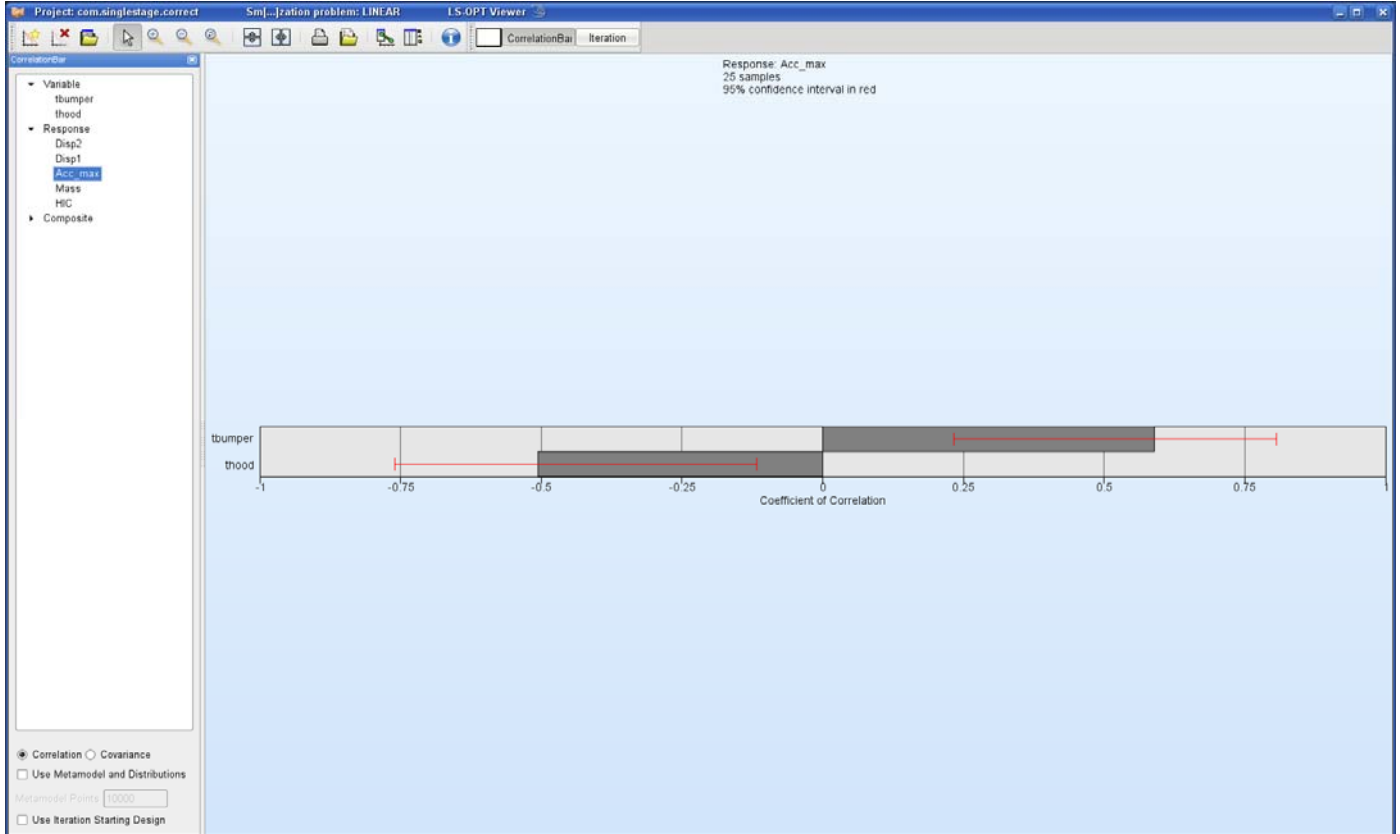 Project: com.singlestage.correct Sm[...]zation problem: LINEAR LS-OPT Viewer
CorrelationBar Iteration
CorrelationBar
Variable
tbumper
thood
Response
Disp2
Disp1
Acc_max
Mass
HIC
Composite
Response: Acc_max
25 samples
95% confidence interval in red
tbumper
thood
-1 -0.75 -0.5 -0.25 0 0.25 0.5 0.75 1
Coefficient of Correlation
Correlation Covariance
Use Metamodel and Distributions
Metamodel Points 10000
Use Iteration Starting Design